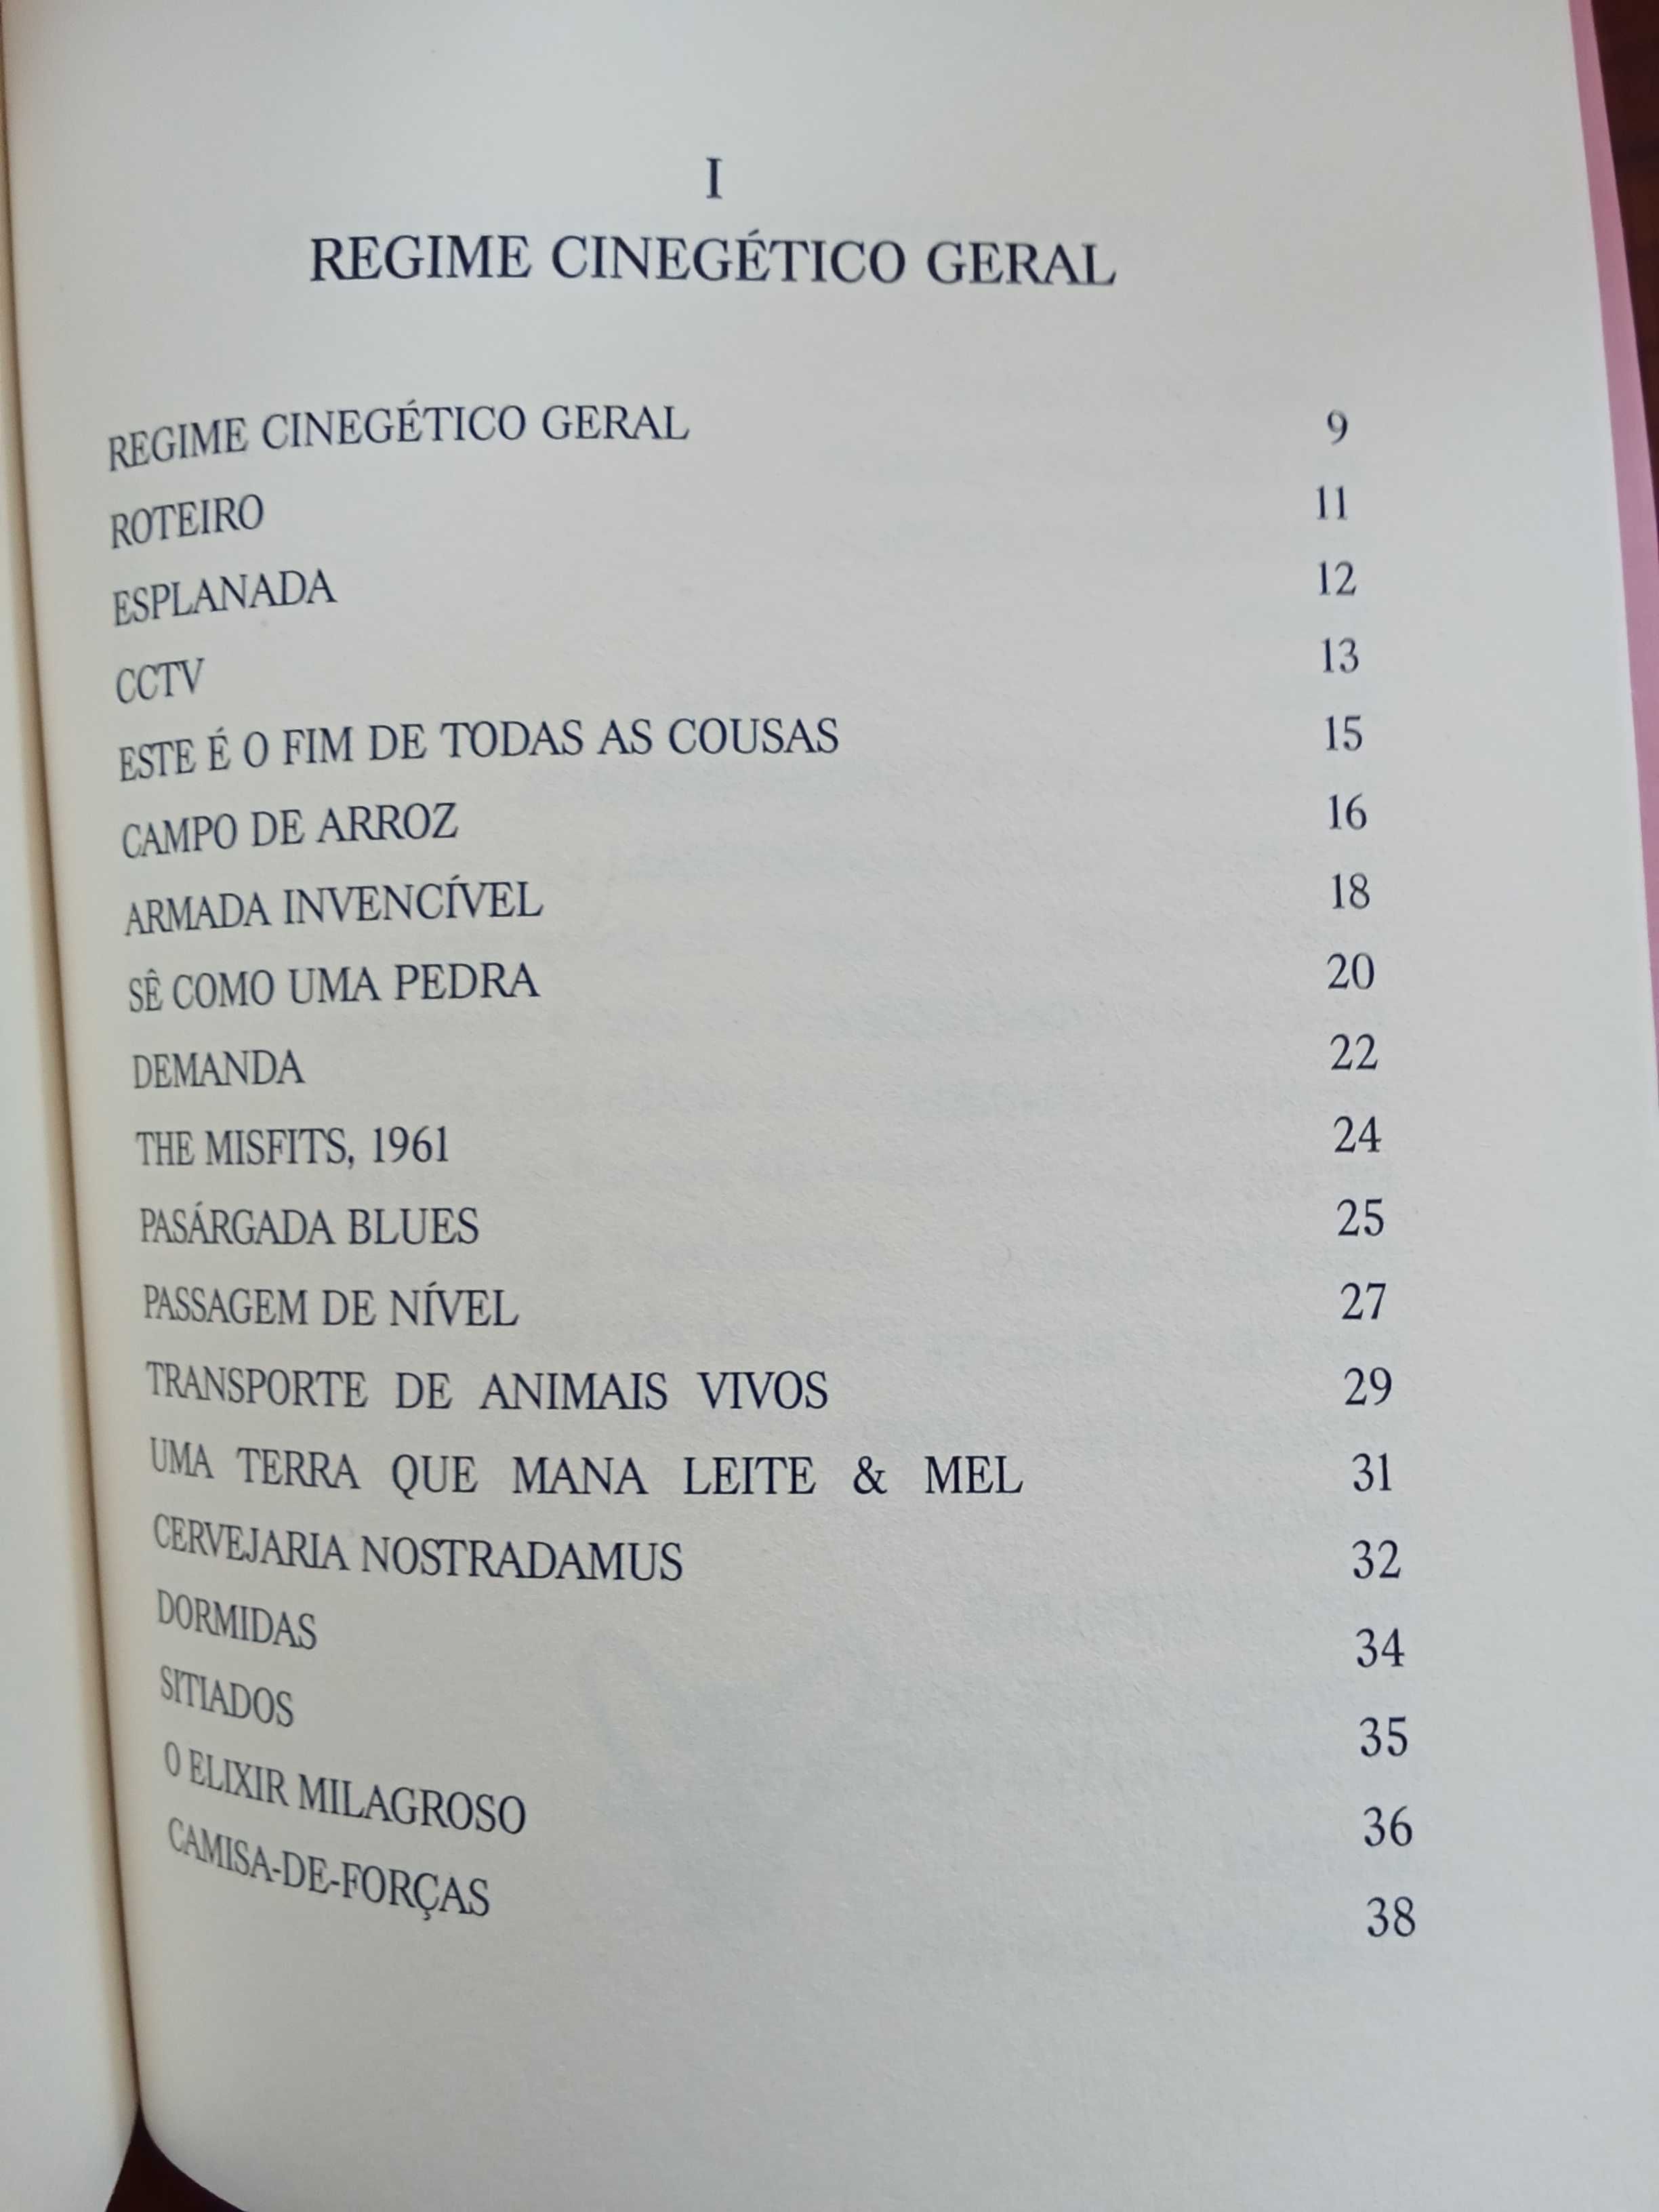 I
REGIME CINEGÉTICO GERAL
REGIME CINEGÉTICO GERAL 9
ROTEIRO 11
ESPLANADA 12
CCTV 13
ESTE É O FIM DE TODAS AS COUSAS 15
CAMPO DE ARROZ 16
ARMADA INVENCÍVEL 18
SÊ COMO UMA PEDRA 20
DEMANDA 22
THE MISFITS, 1961 24
PASÁRGADA BLUES 25
PASSAGEM DE NÍVEL 27
TRANSPORTE DE ANIMAIS VIVOS 29
UMA TERRA QUE MANA LEITE & MEL 31
CERVEJARIA NOSTRADAMUS 32
DORMIDAS 34
SITIADOS 35
O ELIXIR MILAGROSO 36
CAMISA-DE-FORÇAS 38